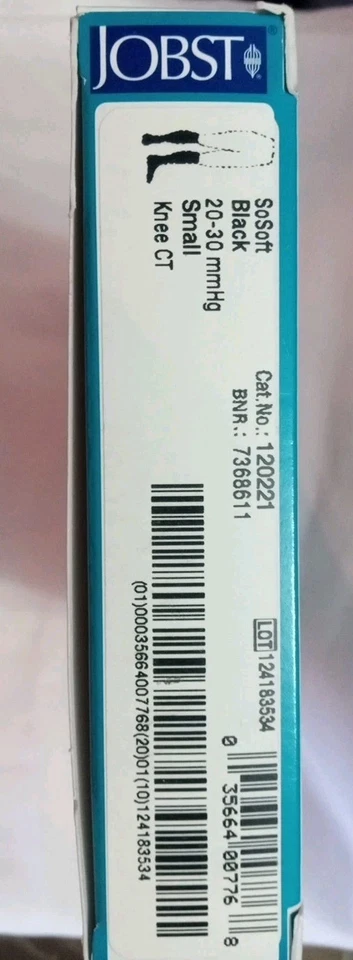 JOBST
®
SoSoft
Black
20-30 mmHg
Small
Knee CT
Cat.No.: 120221
BNR.: 7368611
LOT 124183534
(01)00035664007768(20)01(10)124183534
0 35664 00776 8